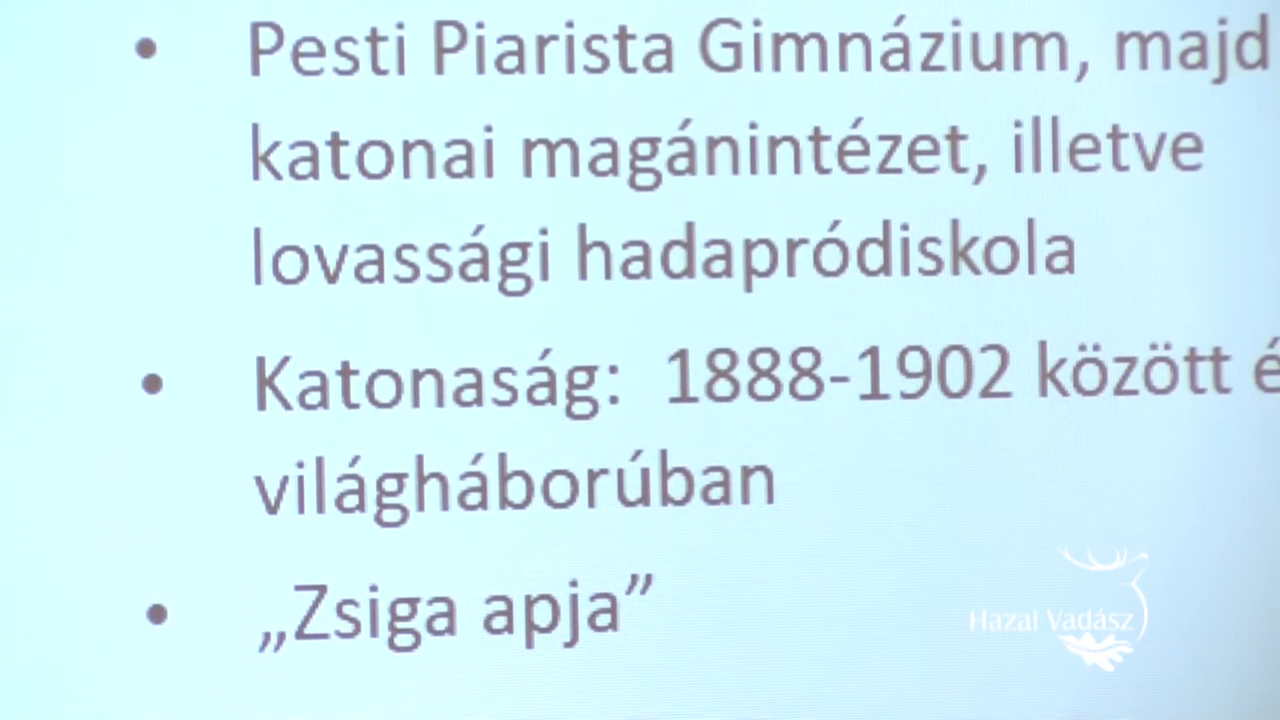 • Pesti Piarista Gimnázium, majd
katonai magánintézet, illetve
lovassági hadapródiskola
• Katonaság: 1888-1902 között é
világháborúban
• „Zsiga apja”
Hazai Vadász